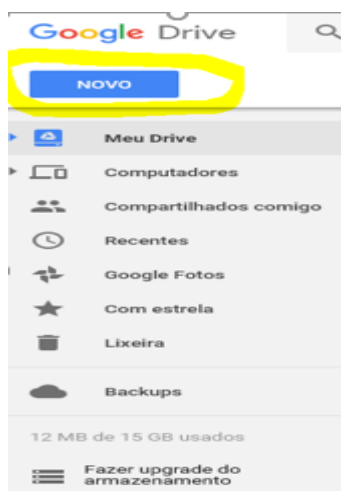 Google Drive
NOVO
Meu Drive
Computadores
Compartilhados comigo
Recentes
Google Fotos
Com estrela
Lixeira
Backups
12 MB de 15 GB usados
Fazer upgrade do
armazenamento